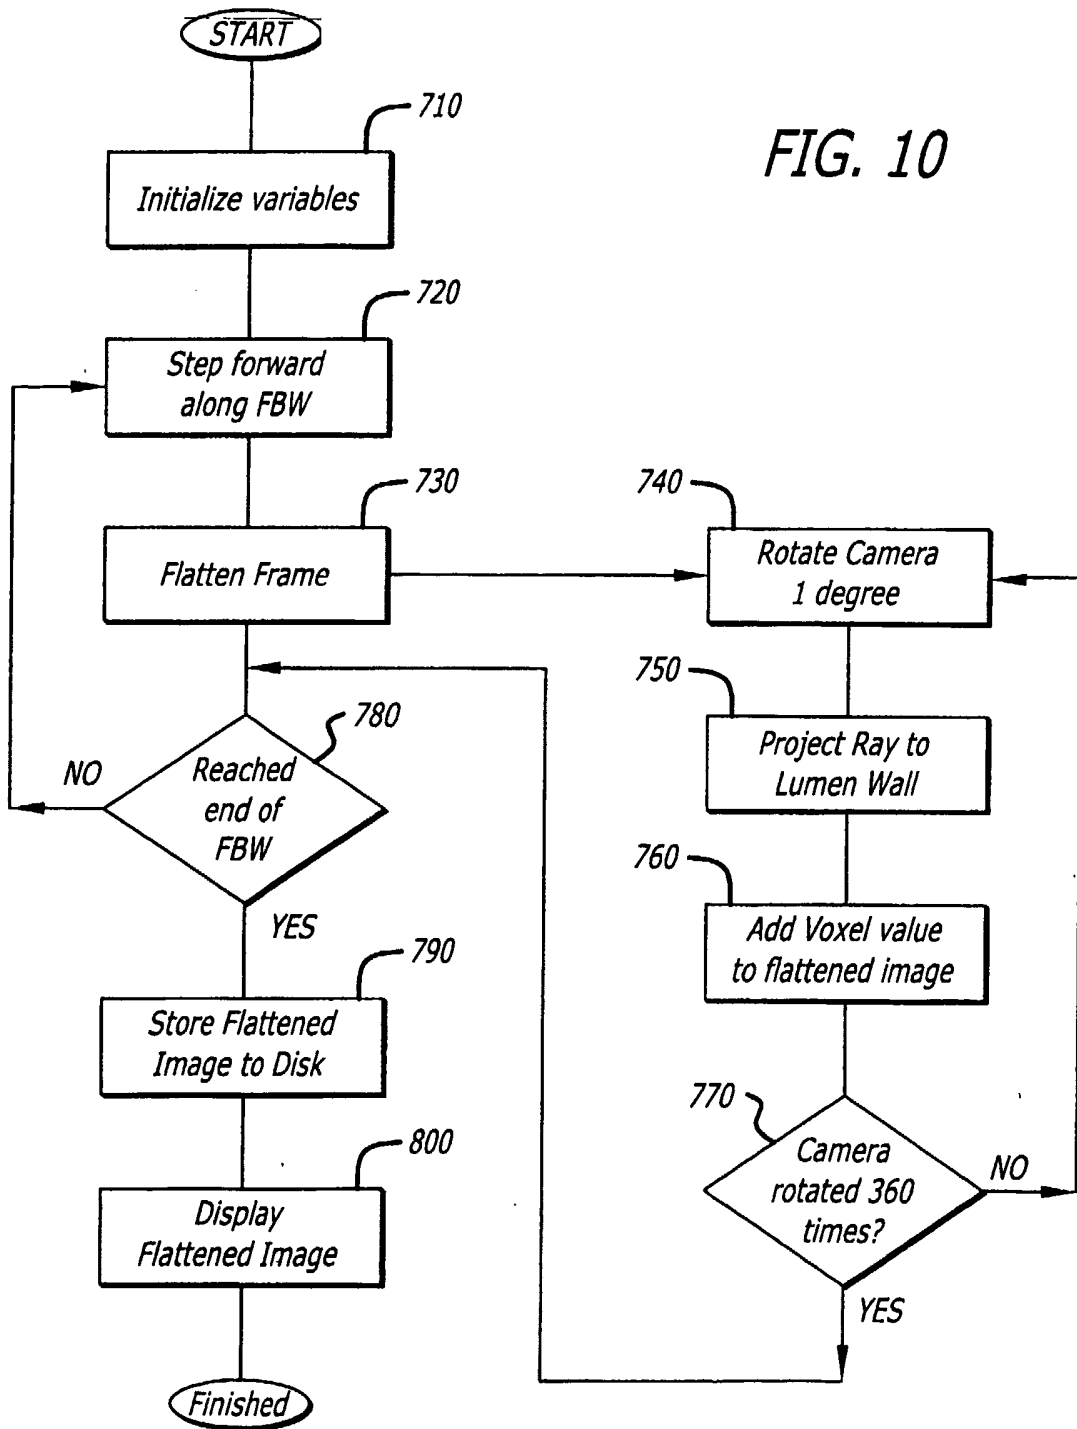 START
FIG. 10
710
Initialize variables
720
Step forward
along FBW
730
Flatten Frame
740
Rotate Camera
1 degree
750
Project Ray to
Lumen Wall
760
Add Voxel value
to flattened image
770
Camera
rotated 360
times?
NO
YES
780
Reached
end of
FBW
NO
YES
790
Store Flattened
Image to Disk
800
Display
Flattened Image
Finished